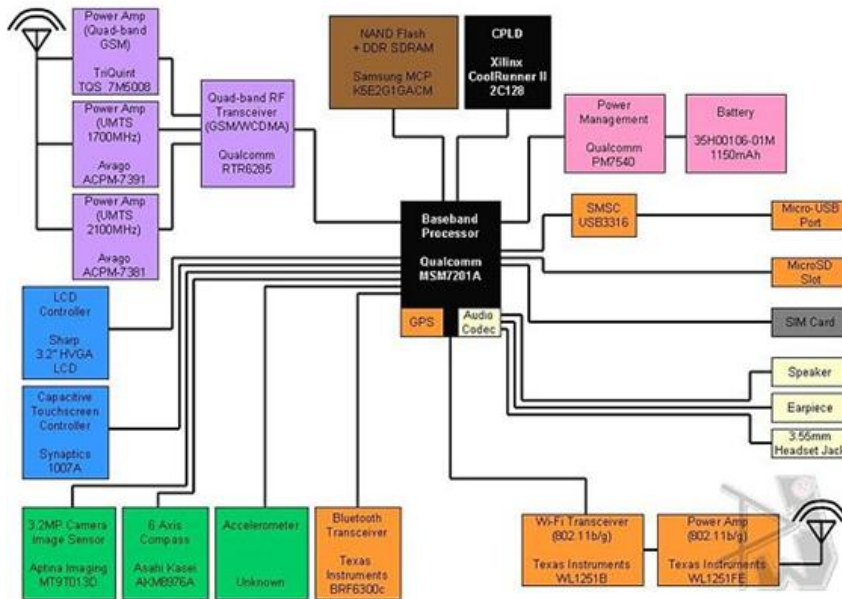 Power Amp
(Quad-band
GSM)
TriQuint
TQS 7M5008
Power Amp
(UMTS
1700MHz)
Avago
ACPM-7391
Power Amp
(UMTS
2100MHz)
Avago
ACPM-7381
Quad-band RF
Transceiver
(GSM/WCDMA)
Qualcomm
RTR6285
NAND Flash
+ DDR SDRAM
Samsung MCP
K5E2G1GACM
CPLD
Xilinx
CoolRunner II
2C128
Power
Management
Qualcomm
PM7540
Battery
35H00106-01M
1150mAh
Baseband
Processor
Qualcomm
MSM7201A
GPS
Audio
Codec
SMSC
USB3316
Micro-USB
Port
MicroSD
Slot
SIM Card
Speaker
Earpiece
3.55mm
Headset Jack
LCD
Controller
Sharp
3.2" HVGA
LCD
Capacitive
Touchscreen
Controller
Synaptics
1007A
3.2MP Camera
Image Sensor
Aptina Imaging
MT9T013D
6 Axis
Compass
Asahi Kasei
AKM8976A
Accelerometer
Unknown
Bluetooth
Transceiver
Texas
Instruments
BRF6300c
Wi-Fi Transceiver
(802.11b/g)
Texas Instruments
WL1251B
Power Amp
(802.11b/g)
Texas Instruments
WL1251FE